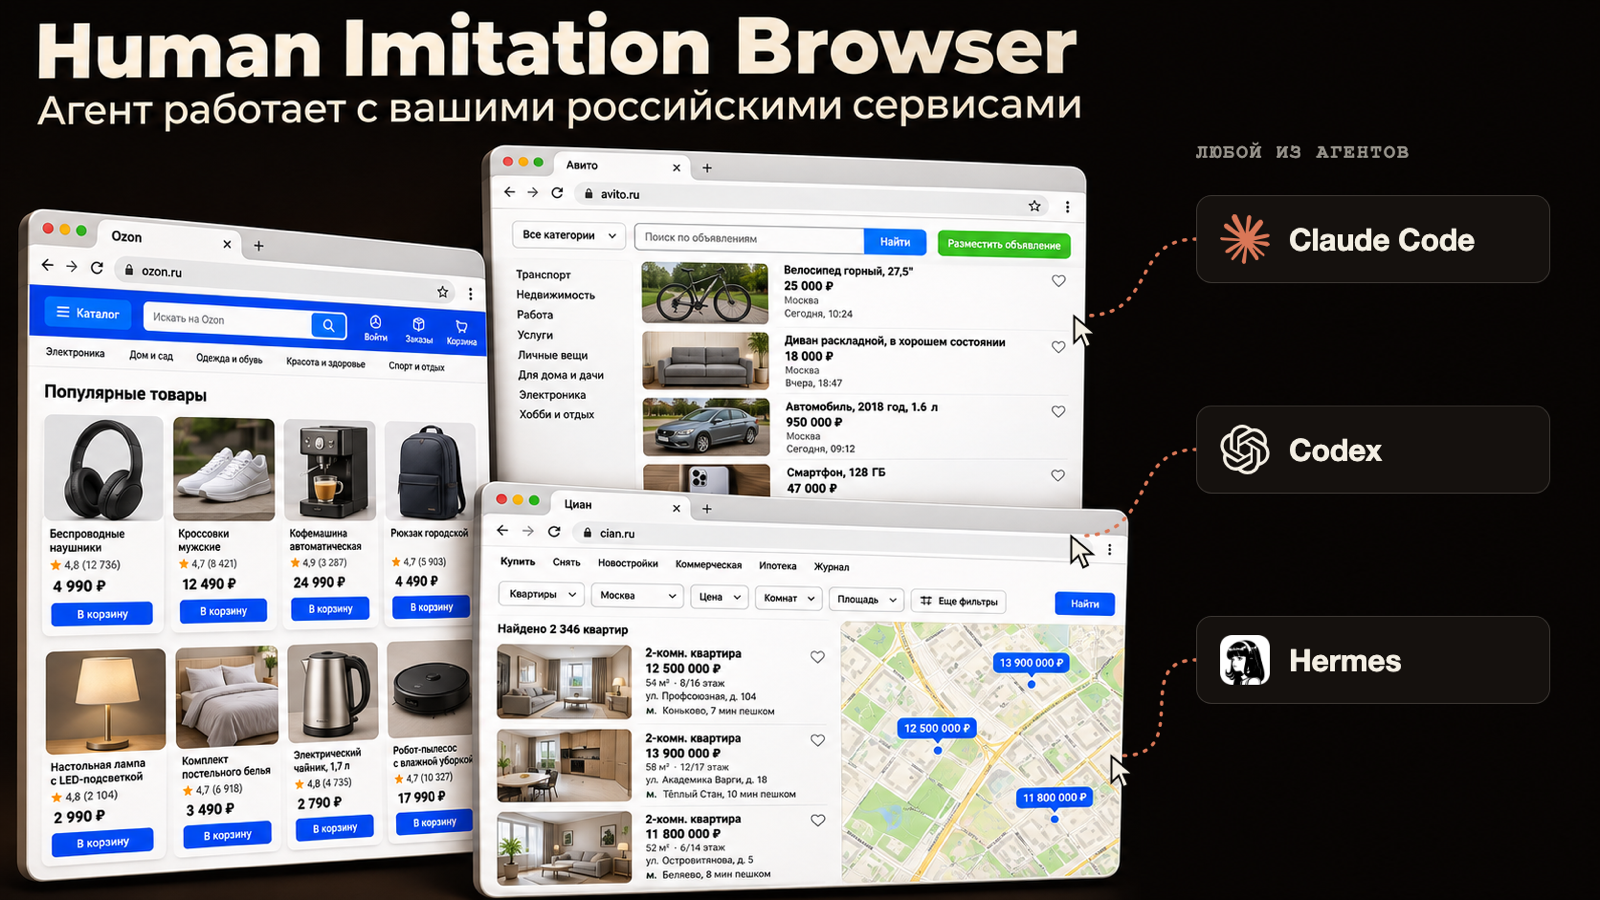 Human Imitation Browser
Агент работает с вашими российскими сервисами
ЛЮБОЙ ИЗ АГЕНТОВ
Claude Code
Codex
Hermes
Ozon
ozon.ru
Каталог
Искать на Ozon
Войти
Заказы
Корзина
Электроника
Дом и сад
Одежда и обувь
Красота и здоровье
Спорт и отдых
Популярные товары
Беспроводные
наушники
4,8 (12 736)
4 990 ₽
В корзину
Кроссовки
мужские
4,7 (8 421)
12 490 ₽
В корзину
Кофемашина
автоматическая
4,9 (3 287)
24 990 ₽
В корзину
Рюкзак городской
4,7 (5 903)
4 490 ₽
В корзину
Настольная лампа
с LED-подсветкой
4,8 (2 104)
2 990 ₽
В корзину
Комплект
постельного белья
4,7 (6 918)
3 490 ₽
В корзину
Электрический
чайник, 1,7 л
4,8 (4 735)
2 790 ₽
В корзину
Робот-пылесос
с влажной уборкой
4,7 (10 327)
17 990 ₽
В корзину
Авито
avito.ru
Все категории
Поиск по объявлениям
Найти
Разместить объявление
Транспорт
Недвижимость
Работа
Услуги
Личные вещи
Для дома и дачи
Электроника
Хобби и отдых
Велосипед горный, 27,5"
25 000 ₽
Москва
Сегодня, 10:24
Диван раскладной, в хорошем состоянии
18 000 ₽
Москва
Вчера, 18:47
Автомобиль, 2018 год, 1.6 л
950 000 ₽
Москва
Сегодня, 09:12
Смартфон, 128 ГБ
47 000 ₽
Циан
cian.ru
Купить
Снять
Новостройки
Коммерческая
Ипотека
Журнал
Квартиры
Москва
Цена
Комнат
Площадь
Еще фильтры
Найти
Найдено 2 346 квартир
2-комн. квартира
12 500 000 ₽
54 м² · 8/16 этаж
ул. Профсоюзная, д. 104
м. Коньково, 7 мин пешком
2-комн. квартира
13 900 000 ₽
58 м² · 12/17 этаж
ул. Академика Варги, д. 18
м. Тёплый Стан, 10 мин пешком
2-комн. квартира
11 800 000 ₽
52 м² · 6/14 этаж
ул. Островитянова, д. 5
м. Беляево, 8 мин пешком
13 900 000 ₽
12 500 000 ₽
11 800 000 ₽